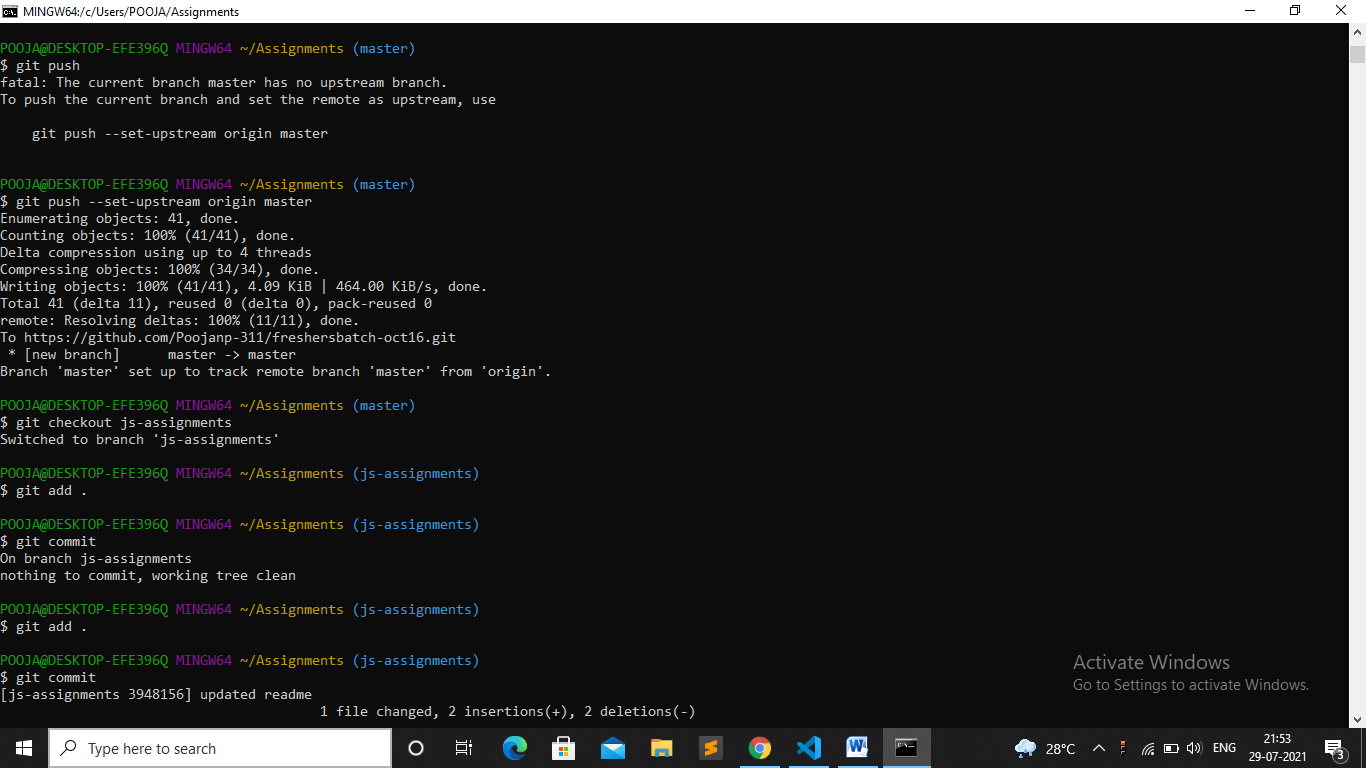 MINGW64:/c/Users/POOJA/Assignments
POOJA@DESKTOP-EFE396Q MINGW64 ~/Assignments (master)
$ git push
fatal: The current branch master has no upstream branch.
To push the current branch and set the remote as upstream, use
    git push --set-upstream origin master
POOJA@DESKTOP-EFE396Q MINGW64 ~/Assignments (master)
$ git push --set-upstream origin master
Enumerating objects: 41, done.
Counting objects: 100% (41/41), done.
Delta compression using up to 4 threads
Compressing objects: 100% (34/34), done.
Writing objects: 100% (41/41), 4.09 KiB | 464.00 KiB/s, done.
Total 41 (delta 11), reused 0 (delta 0), pack-reused 0
remote: Resolving deltas: 100% (11/11), done.
To https://github.com/Poojanp-311/freshersbatch-oct16.git
 * [new branch]      master -> master
Branch 'master' set up to track remote branch 'master' from 'origin'.
POOJA@DESKTOP-EFE396Q MINGW64 ~/Assignments (master)
$ git checkout js-assignments
Switched to branch 'js-assignments'
POOJA@DESKTOP-EFE396Q MINGW64 ~/Assignments (js-assignments)
$ git add .
POOJA@DESKTOP-EFE396Q MINGW64 ~/Assignments (js-assignments)
$ git commit
On branch js-assignments
nothing to commit, working tree clean
POOJA@DESKTOP-EFE396Q MINGW64 ~/Assignments (js-assignments)
$ git add .
POOJA@DESKTOP-EFE396Q MINGW64 ~/Assignments (js-assignments)
$ git commit
[js-assignments 3948156] updated readme
1 file changed, 2 insertions(+), 2 deletions(-)
Activate Windows
Go to Settings to activate Windows.
Type here to search
28°C
ENG
21:53
29-07-2021
3